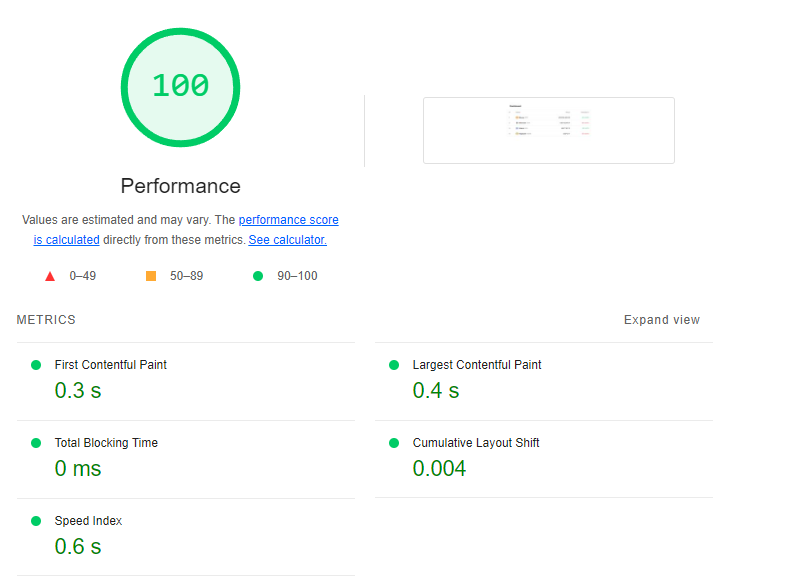 100
Performance
Values are estimated and may vary. The performance score
is calculated directly from these metrics. See calculator.
0–49
50–89
90–100
METRICS
Expand view
First Contentful Paint
0.3 s
Largest Contentful Paint
0.4 s
Total Blocking Time
0 ms
Cumulative Layout Shift
0.004
Speed Index
0.6 s